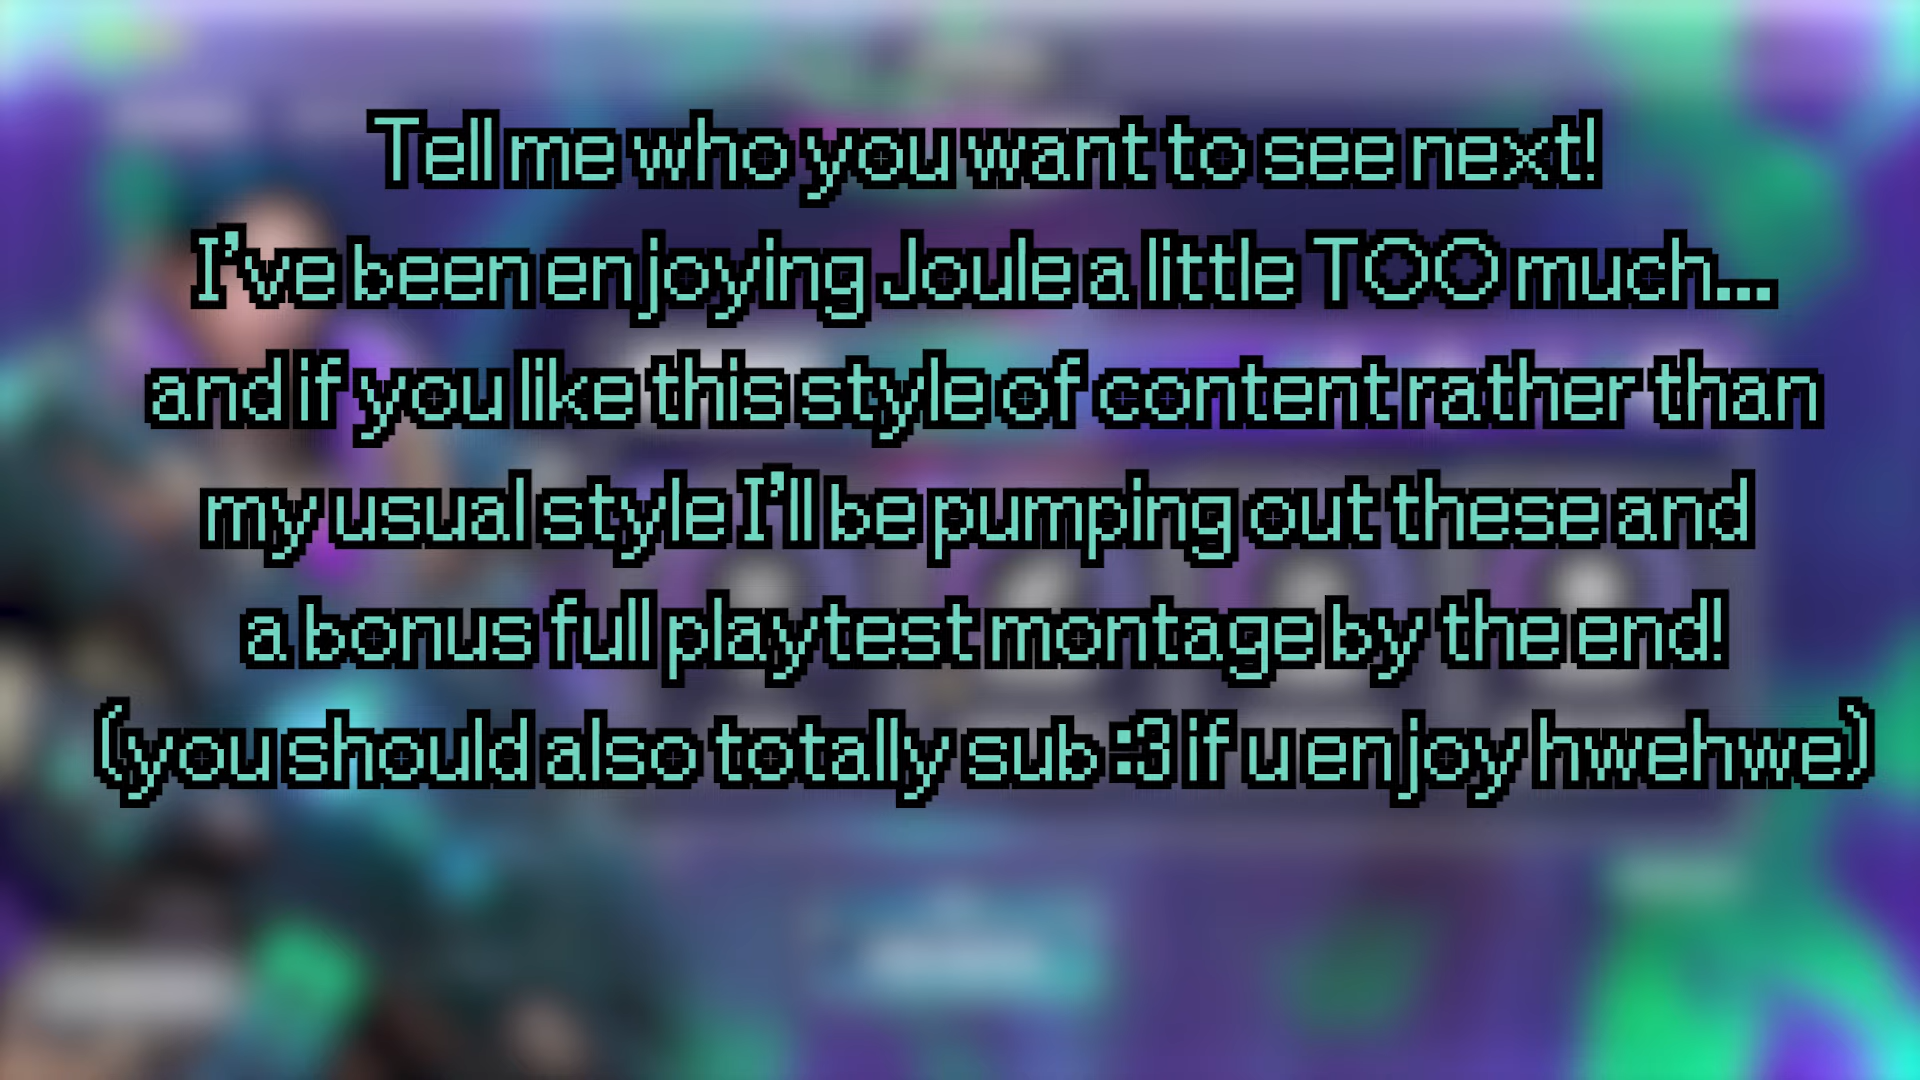 Tell me who you want to see next!
I've been enjoying Joule a little TOO much...
and if you like this style of content rather than
my usual style I'll be pumping out these and
a bonus full playtest montage by the end!
(you should also totally sub :3 if u enjoy hwehwe)